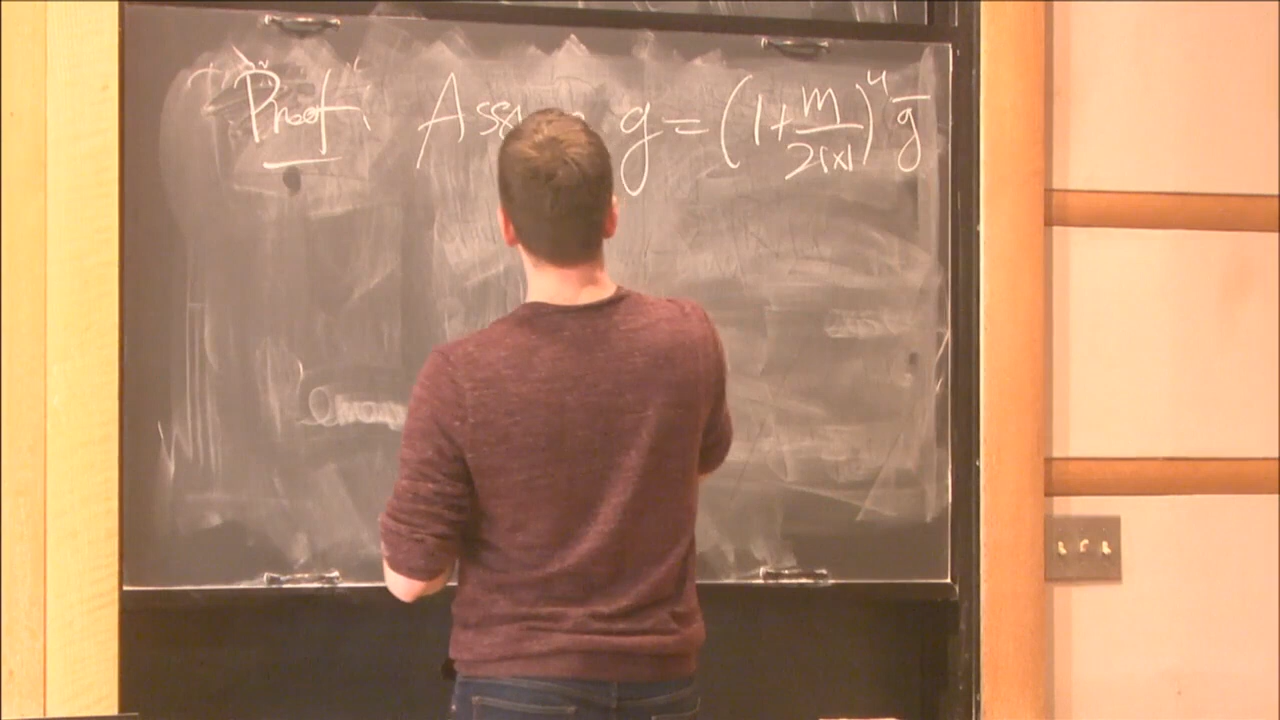 "Proof": g = (1 + m/2|x|)⁴ g̅